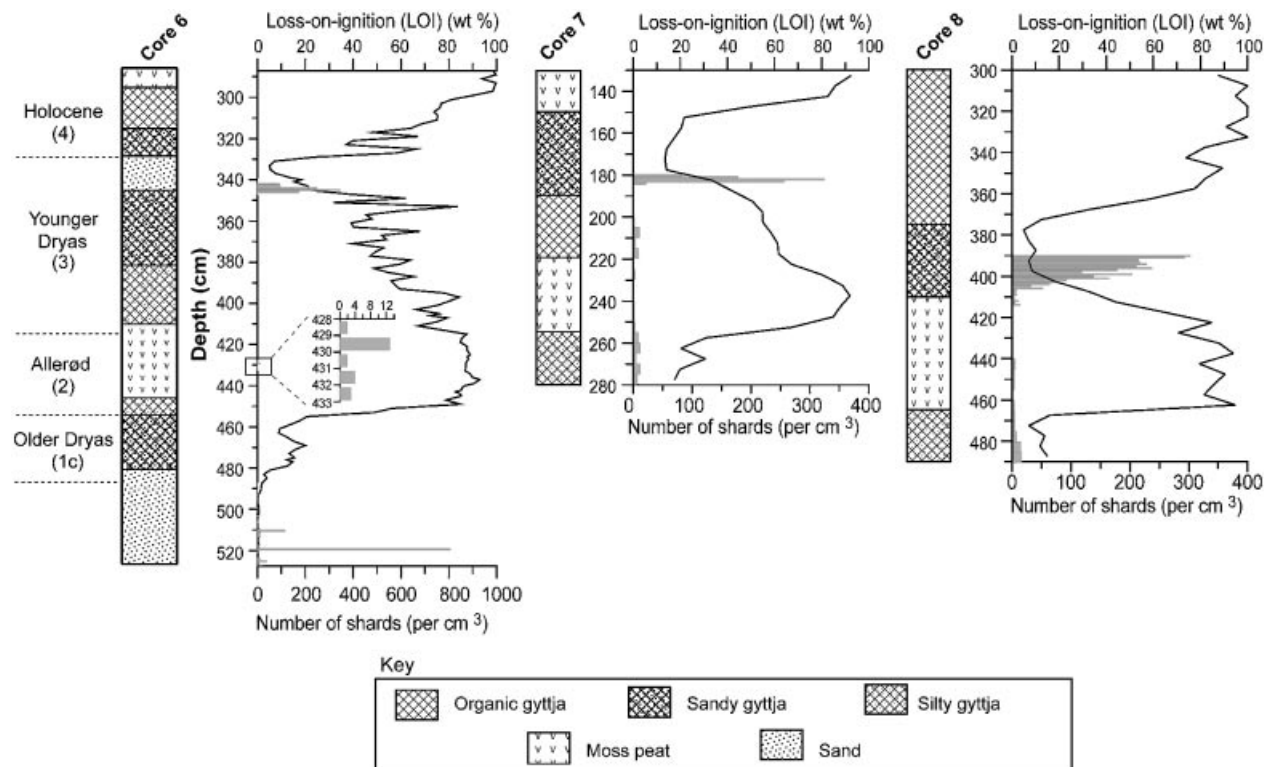 Core 6
Loss-on-ignition (LOI) (wt %)
0 20 40 60 80 100
Holocene
(4)
Younger
Dryas
(3)
Allerød
(2)
Older Dryas
(1c)
Depth (cm)
300
320
340
360
380
400
420
440
460
480
500
520
0 4 8 12
428
429
430
431
432
433
0 200 400 600 800 1000
Number of shards (per cm 3)
Core 7
Loss-on-ignition (LOI) (wt %)
0 20 40 60 80 100
140
160
180
200
220
240
260
280
0 100 200 300 400
Number of shards (per cm 3)
Core 8
Loss-on-ignition (LOI) (wt %)
0 20 40 60 80 100
300
320
340
360
380
400
420
440
460
480
0 100 200 300 400
Number of shards (per cm 3)
Key
Organic gyttja
Sandy gyttja
Silty gyttja
Moss peat
Sand